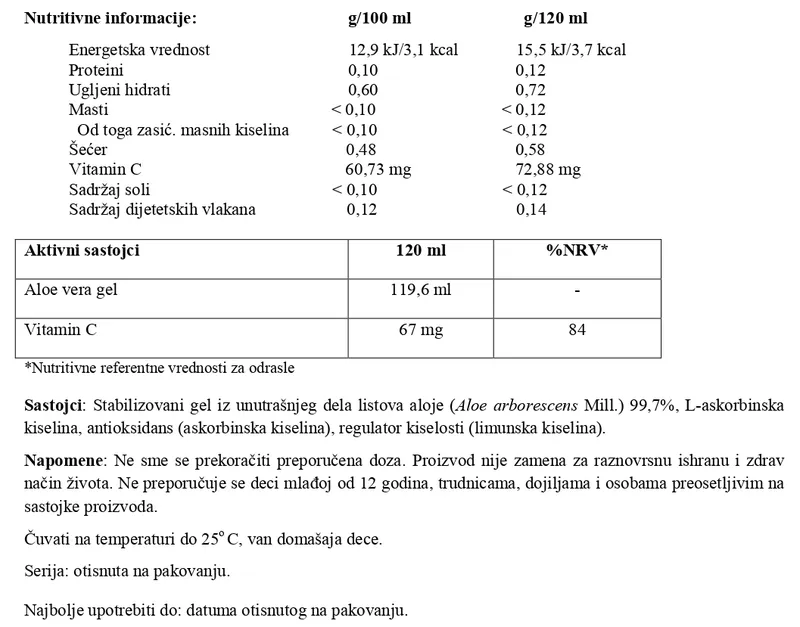 Nutritivne informacije: g/100 ml g/120 ml
Energetska vrednost 12,9 kJ/3,1 kcal 15,5 kJ/3,7 kcal
Proteini 0,10 0,12
Ugljeni hidrati 0,60 0,72
Masti < 0,10 < 0,12
Od toga zasić. masnih kiselina < 0,10 < 0,12
Šećer 0,48 0,58
Vitamin C 60,73 mg 72,88 mg
Sadržaj soli < 0,10 < 0,12
Sadržaj dijetetskih vlakana 0,12 0,14
Aktivni sastojci 120 ml %NRV*
Aloe vera gel 119,6 ml -
Vitamin C 67 mg 84
*Nutritivne referentne vrednosti za odrasle
Sastojci: Stabilizovani gel iz unutrašnjeg dela listova aloje (Aloe arborescens Mill.) 99,7%, L-askorbinska
kiselina, antioksidans (askorbinska kiselina), regulator kiselosti (limunska kiselina).
Napomene: Ne sme se prekoračiti preporučena doza. Proizvod nije zamena za raznovrsnu ishranu i zdrav
način života. Ne preporučuje se deci mlađoj od 12 godina, trudnicama, dojiljama i osobama preosetljivim na
sastojke proizvoda.
Čuvati na temperaturi do 25º C, van domašaja dece.
Serija: otisnuta na pakovanju.
Najbolje upotrebiti do: datuma otisnutog na pakovanju.